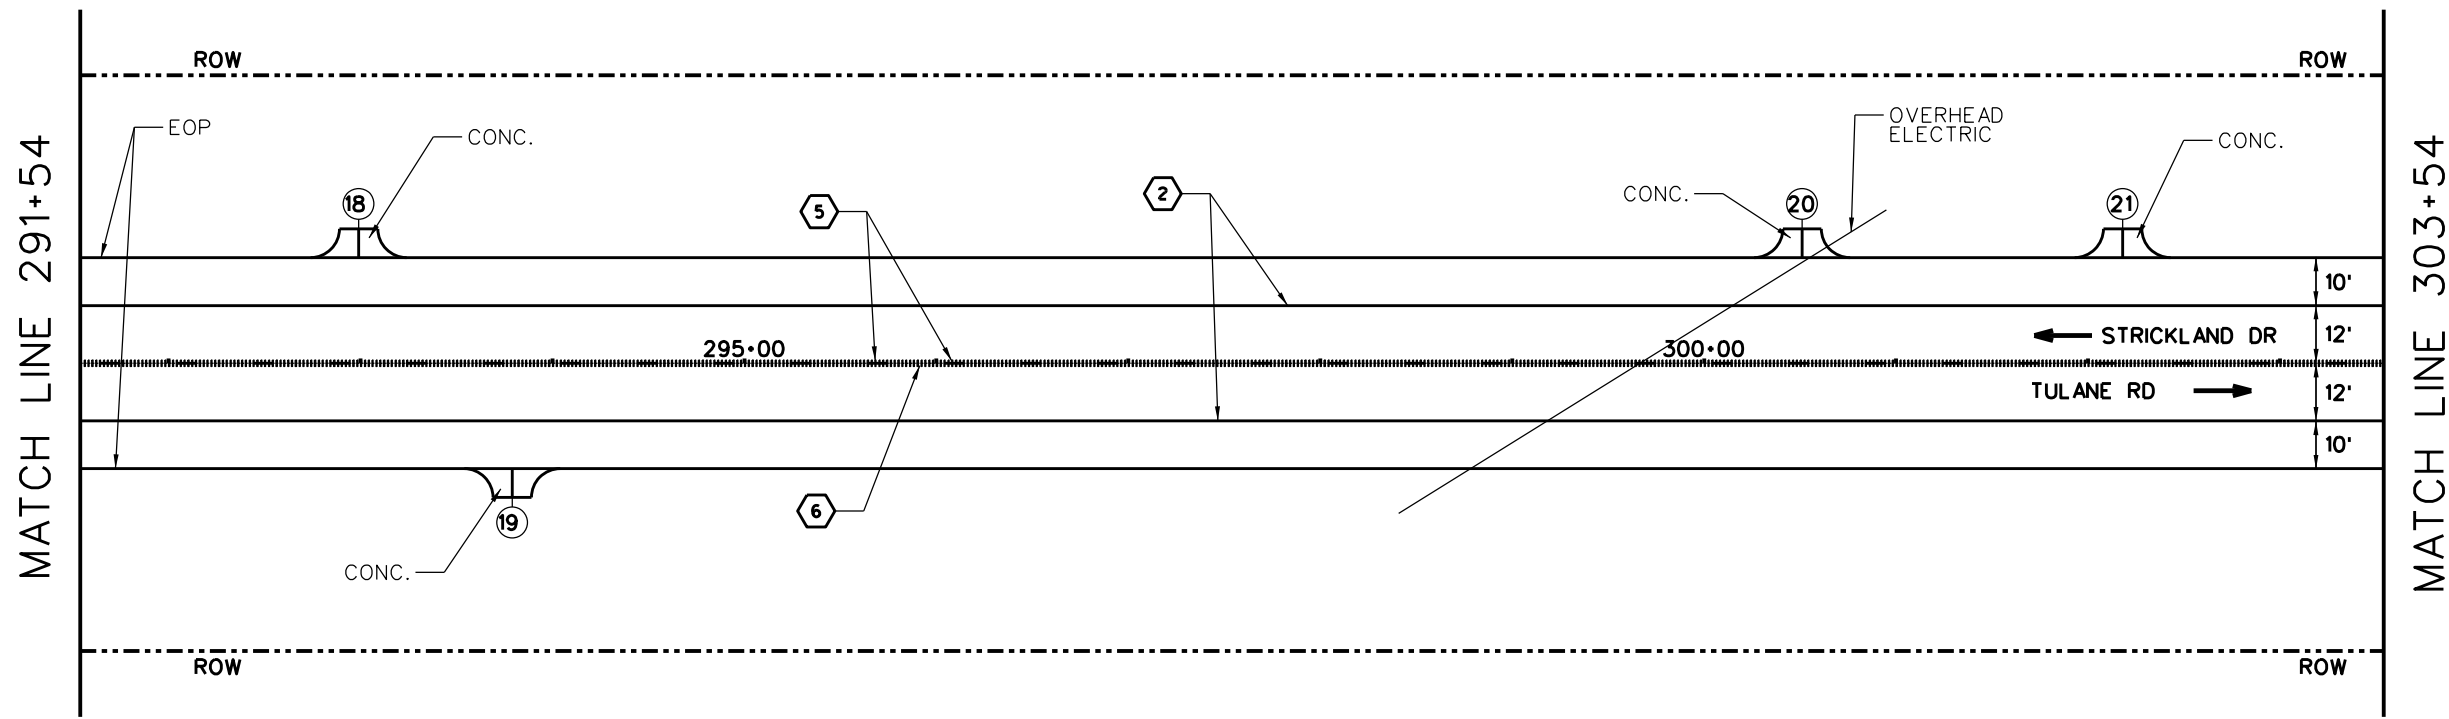 ROW
ROW
EOP
CONC.
OVERHEAD
ELECTRIC
CONC.
CONC.
18
5
2
20
21
MATCH LINE 291+54
MATCH LINE 303+54
10'
12'
STRICKLAND DR
295+00
300+00
TULANE RD
12'
10'
19
6
CONC.
ROW
ROW